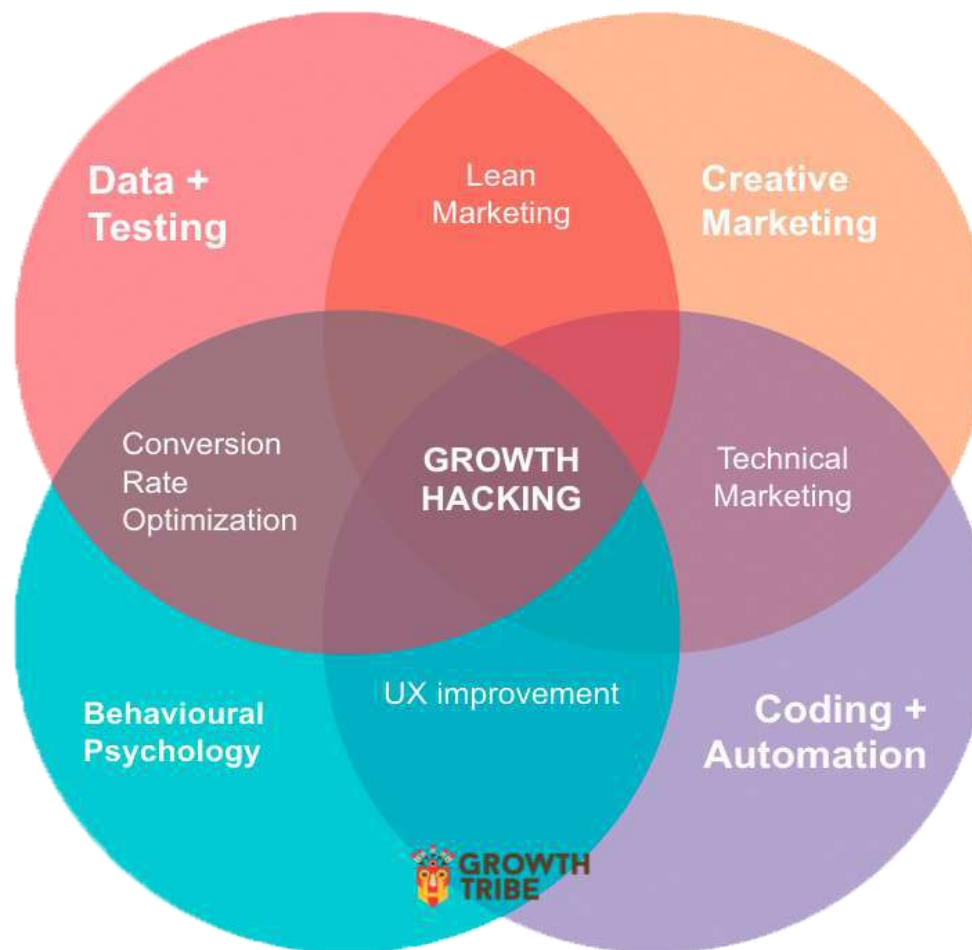 Data +
Testing
Lean
Marketing
Creative
Marketing
Conversion
Rate
Optimization
GROWTH
HACKING
Technical
Marketing
Behavioural
Psychology
UX improvement
Coding +
Automation
GROWTH
TRIBE